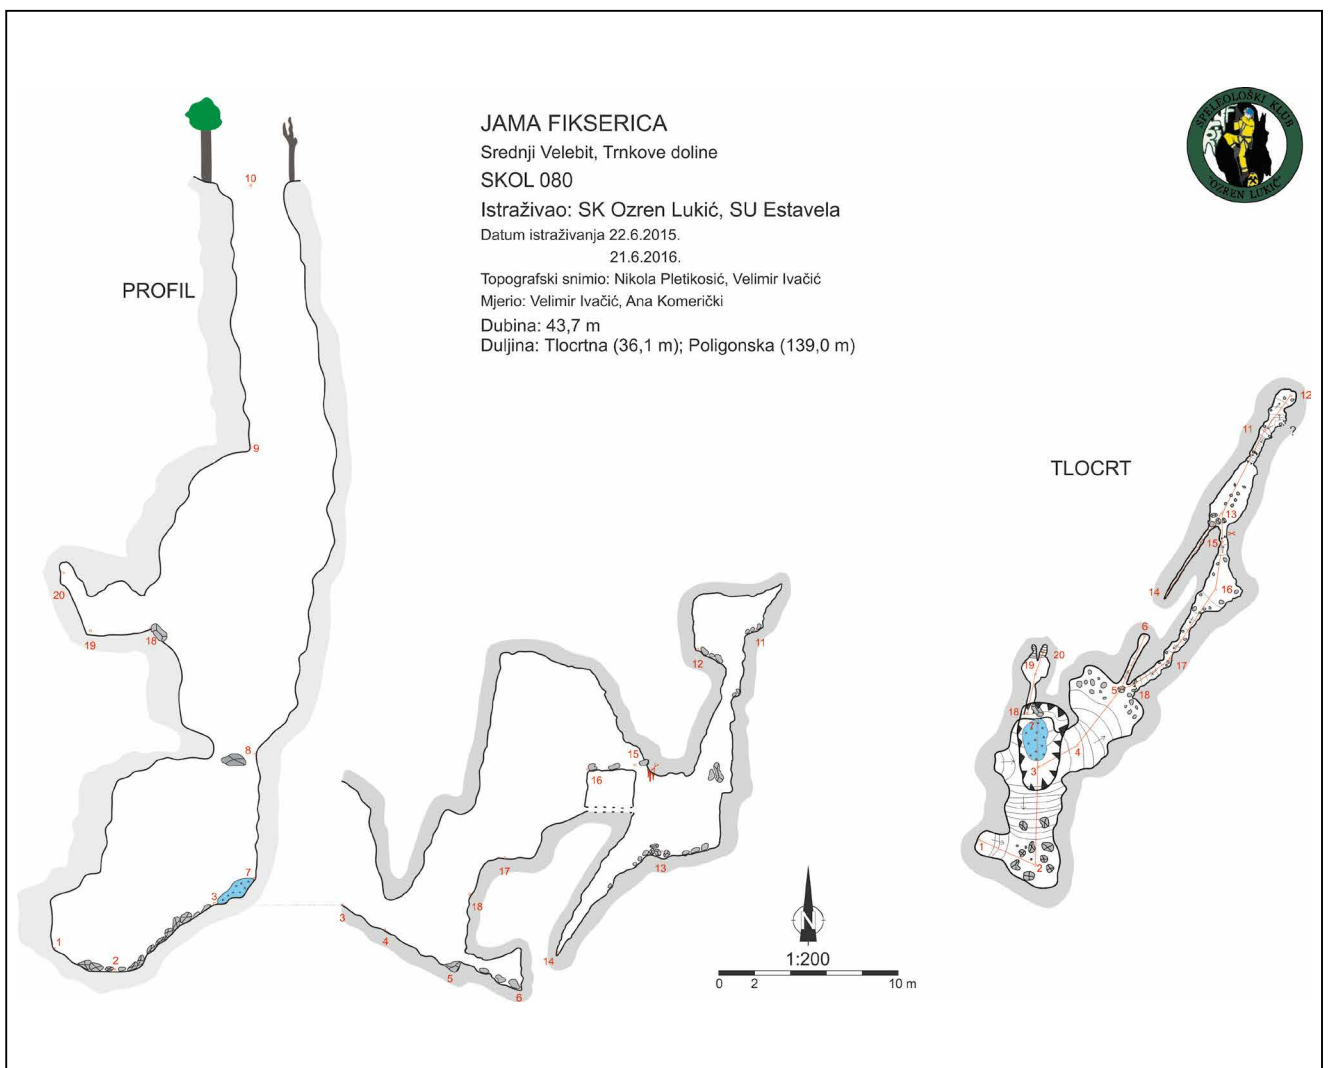 JAMA FIKSERICA
Srednji Velebit, Trnkove doline
SKOL 080
Istraživao: SK Ozren Lukić, SU Estavela
Datum istraživanja 22.6.2015.
21.6.2016.
Topografski snimio: Nikola Pletikosić, Velimir Ivačić
Mjerio: Velimir Ivačić, Ana Komerički
Dubina: 43,7 m
Duljina: Tlocrtna (36,1 m); Poligonska (139,0 m)
SPELEOLOŠKI KLUB
"OZREN LUKIĆ"
PROFIL
10
9
20
19
18
8
7
3
1
2
3
4
5
6
18
17
16
15
14
13
12
11
N
1:200
0 2 10 m
TLOCRT
12
11
?
13
15
14
16
6
17
5
18
20
19
18
7
4
3
1
2